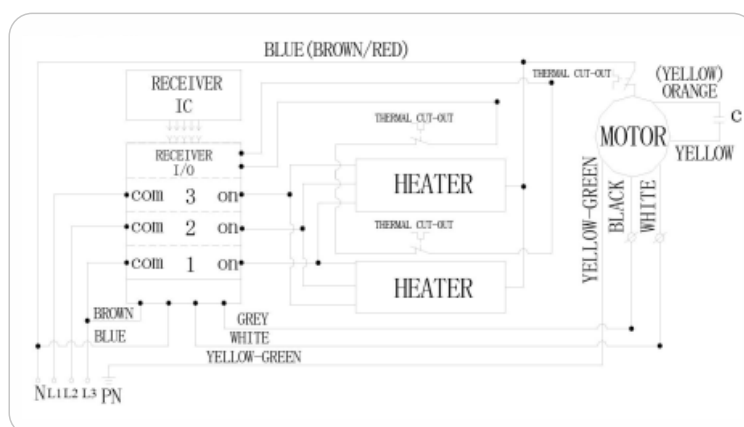 BLUE(BROWN/RED)
RECEIVER
IC
THERMAL CUT-OUT
(YELLOW)
ORANGE
C
THERMAL CUT-OUT
MOTOR
YELLOW
RECEIVER
I/O
com 3 on
HEATER
YELLOW-GREEN
BLACK
WHITE
com 2 on
THERMAL CUT-OUT
com 1 on
HEATER
BROWN
GREY
BLUE
WHITE
YELLOW-GREEN
N L1 L2 L3 PN